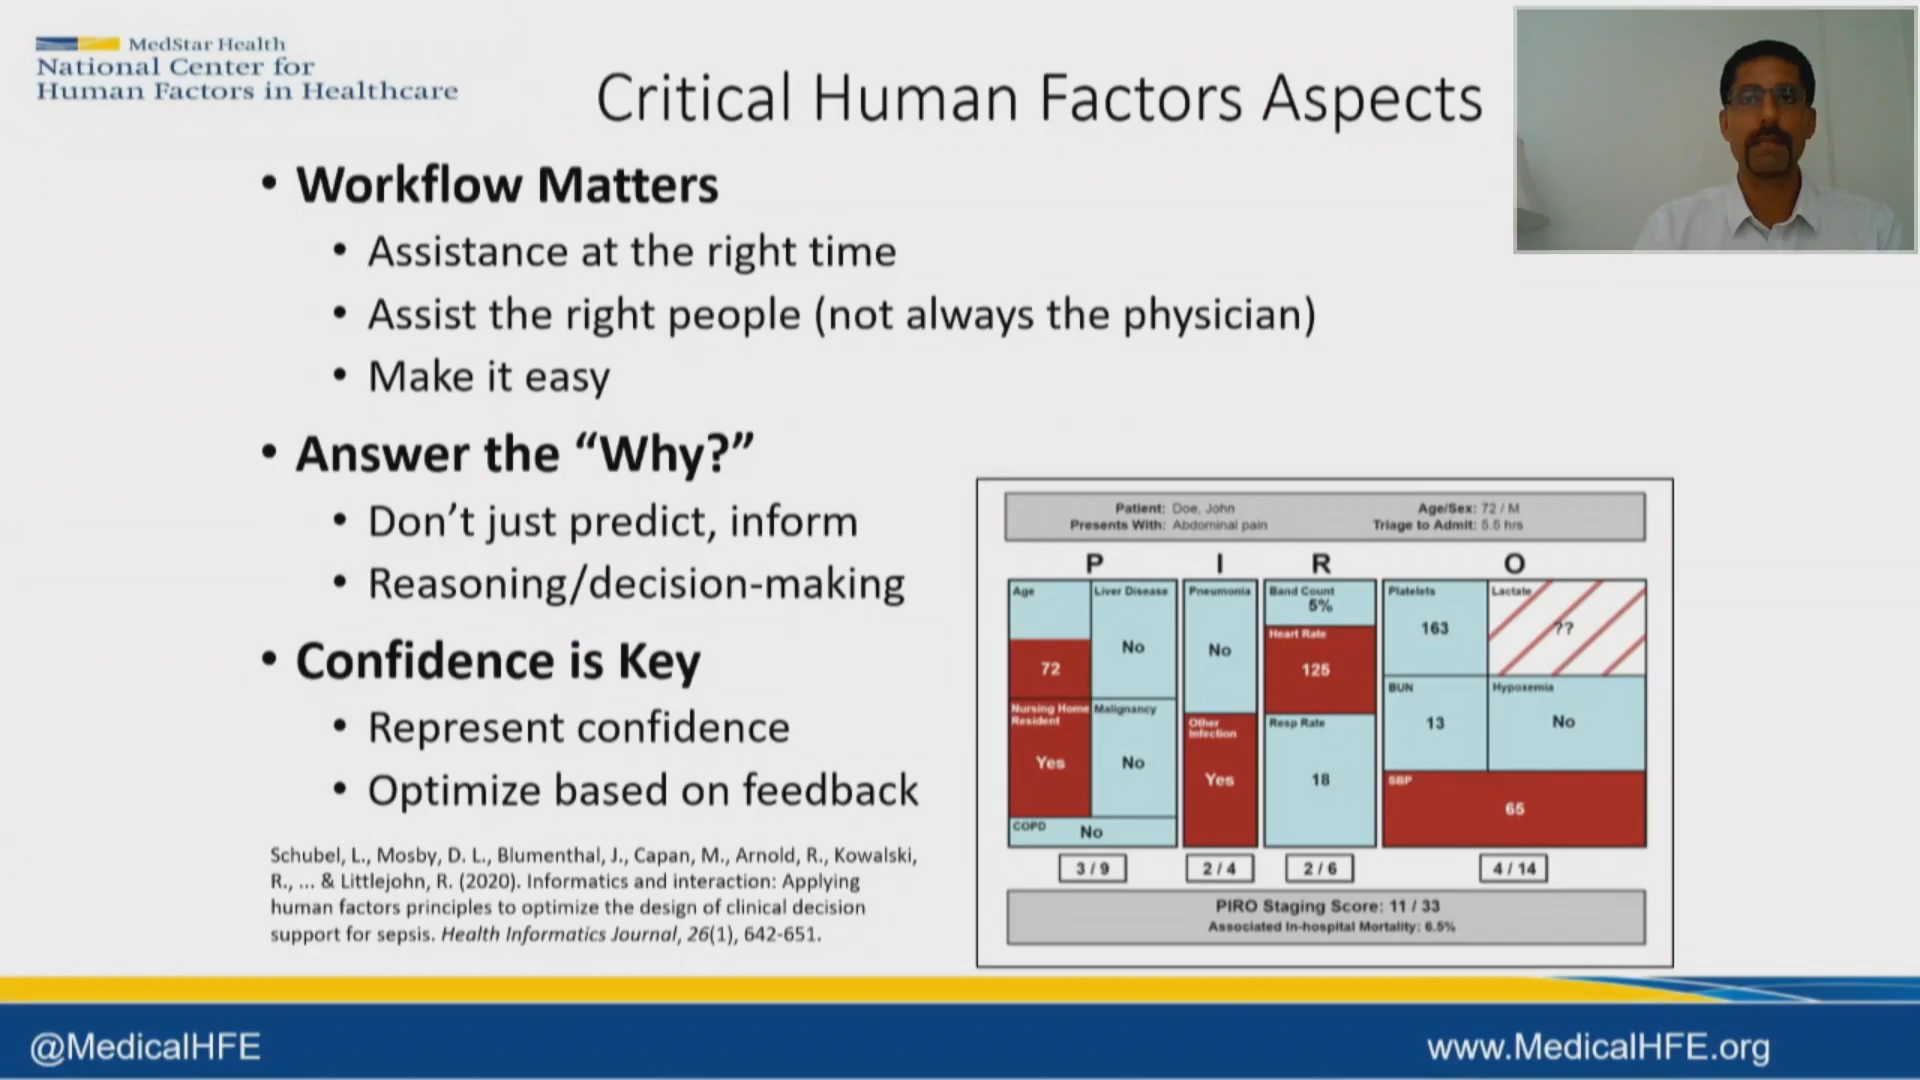 MedStar Health
National Center for
Human Factors in Healthcare
Critical Human Factors Aspects
• Workflow Matters
• Assistance at the right time
• Assist the right people (not always the physician)
• Make it easy
• Answer the “Why?”
• Don’t just predict, inform
• Reasoning/decision-making
• Confidence is Key
• Represent confidence
• Optimize based on feedback
Schubel, L., Mosby, D. L., Blumenthal, J., Capan, M., Arnold, R., Kowalski,
R., ... & Littlejohn, R. (2020). Informatics and interaction: Applying
human factors principles to optimize the design of clinical decision
support for sepsis. Health Informatics Journal, 26(1), 642-651.
Patient: Doe, John Age/Sex: 72 / M
Presents With: Abdominal pain Triage to Admit: 5.5 hrs
P I R O
Age
72
Liver Disease
No
Nursing Home
Resident
Yes
Malignancy
No
COPD
No
Pneumonia
No
Other
Infection
Yes
Band Count
5%
Heart Rate
125
Resp Rate
18
Platelets
163
Lactate
??
BUN
13
Hypoxemia
No
SBP
65
3 / 9 2 / 4 2 / 6 4 / 14
PIRO Staging Score: 11 / 33
Associated In-hospital Mortality: 6.5%
@MedicalHFE
www.MedicalHFE.org